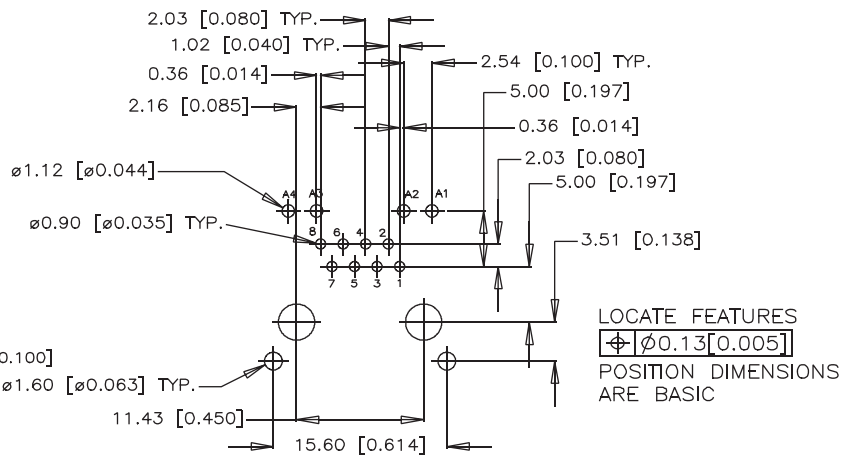 2.03 [0.080] TYP.
1.02 [0.040] TYP.
0.36 [0.014]
2.54 [0.100] TYP.
2.16 [0.085]
5.00 [0.197]
0.36 [0.014]
2.03 [0.080]
ø1.12 [ø0.044]
5.00 [0.197]
A4 A3 A2 A1
ø0.90 [ø0.035] TYP.
8 6 4 2
3.51 [0.138]
7 5 3 1
LOCATE FEATURES
⌖ Ø0.13[0.005]
0.100]
POSITION DIMENSIONS
ø1.60 [ø0.063] TYP.
ARE BASIC
11.43 [0.450]
15.60 [0.614]